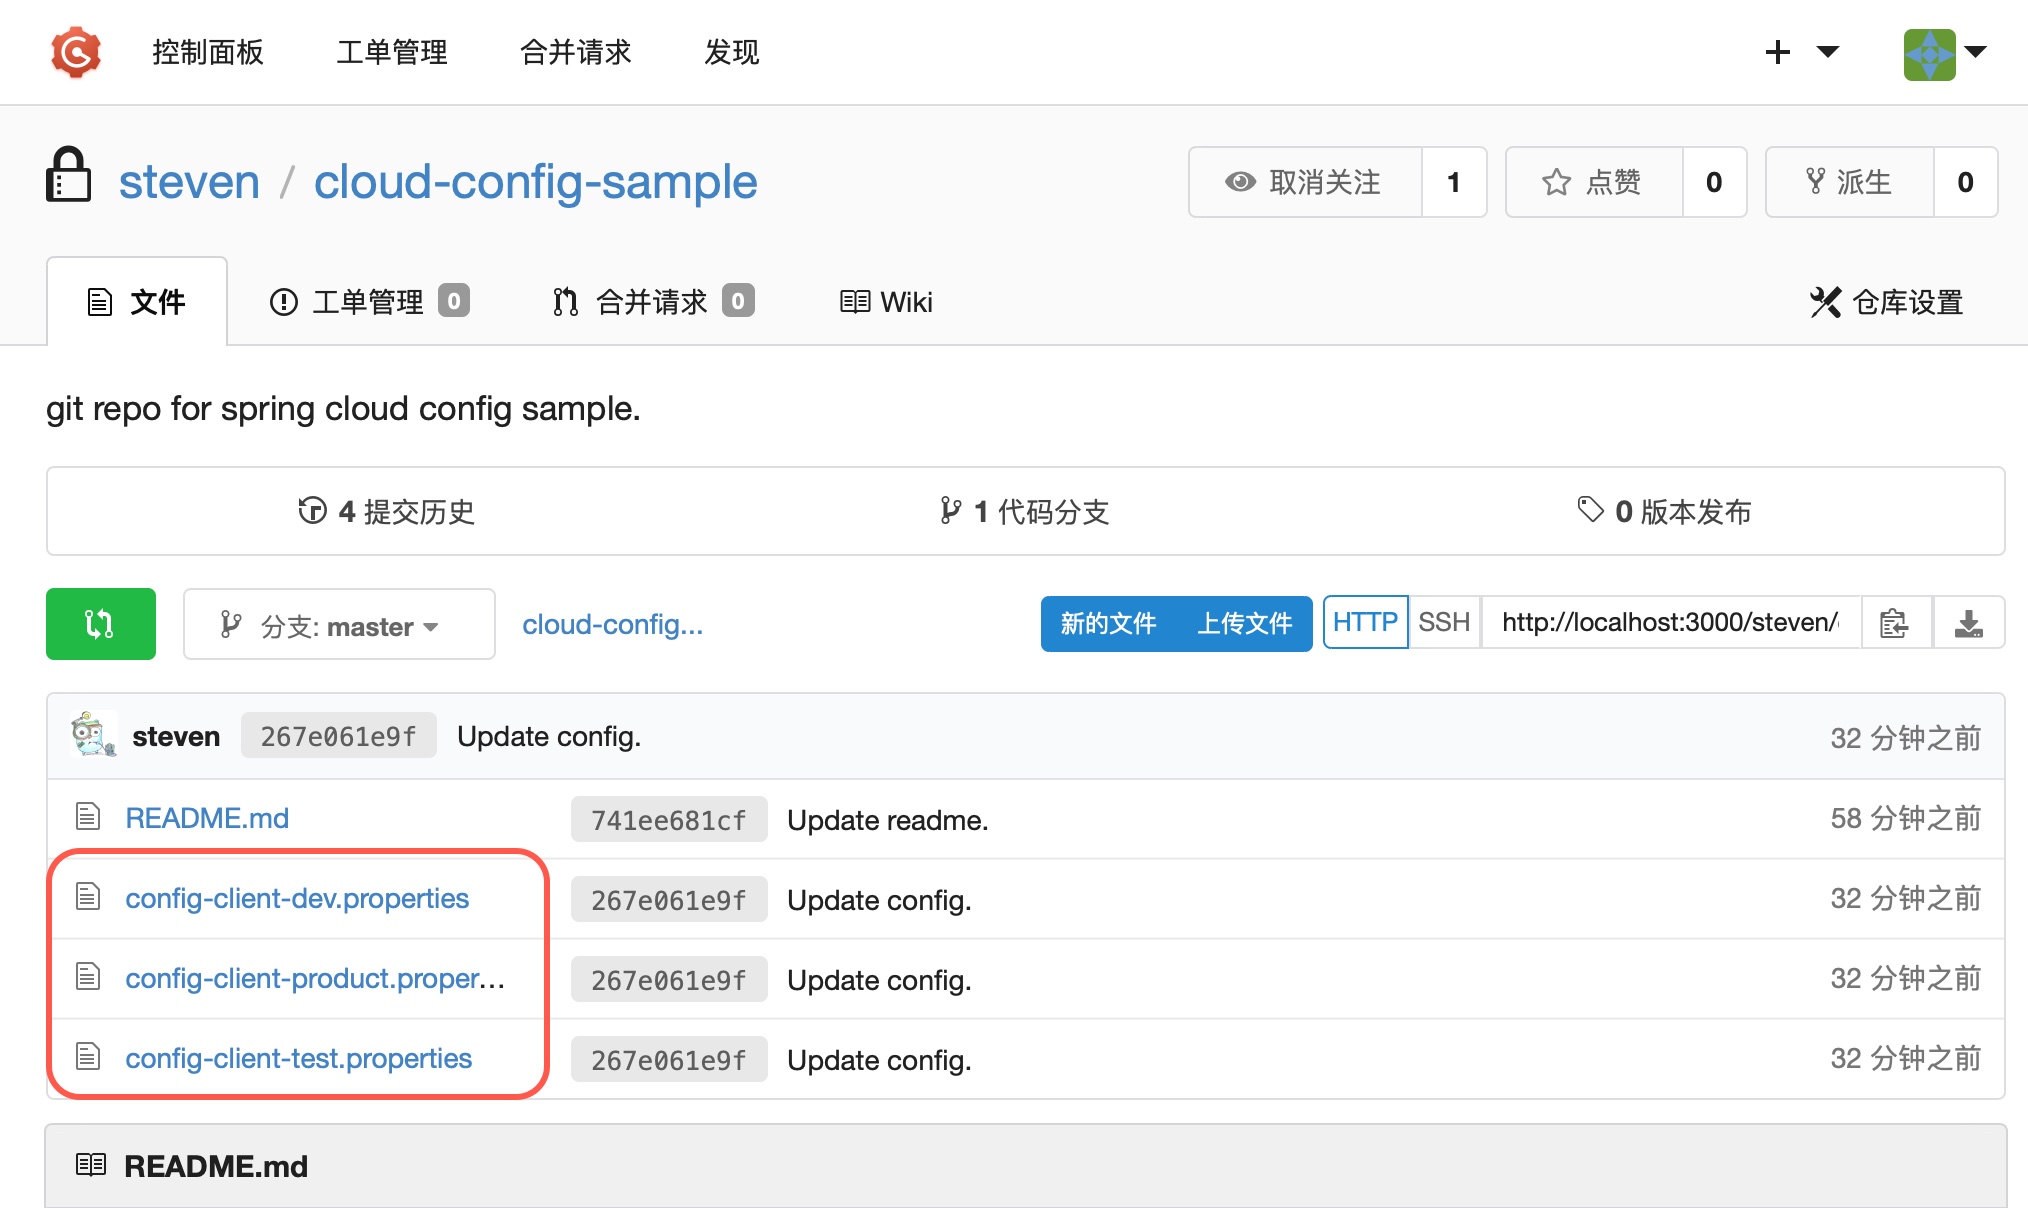 控制面板 工单管理 合并请求 发现
steven / cloud-config-sample 取消关注 1 点赞 0 派生 0
文件 工单管理 0 合并请求 0 Wiki 仓库设置
git repo for spring cloud config sample.
4 提交历史 1 代码分支 0 版本发布
分支: master cloud-config... 新的文件 上传文件 HTTP SSH http://localhost:3000/steven/
steven 267e061e9f Update config. 32 分钟之前
README.md 741ee681cf Update readme. 58 分钟之前
config-client-dev.properties 267e061e9f Update config. 32 分钟之前
config-client-product.proper... 267e061e9f Update config. 32 分钟之前
config-client-test.properties 267e061e9f Update config. 32 分钟之前
README.md